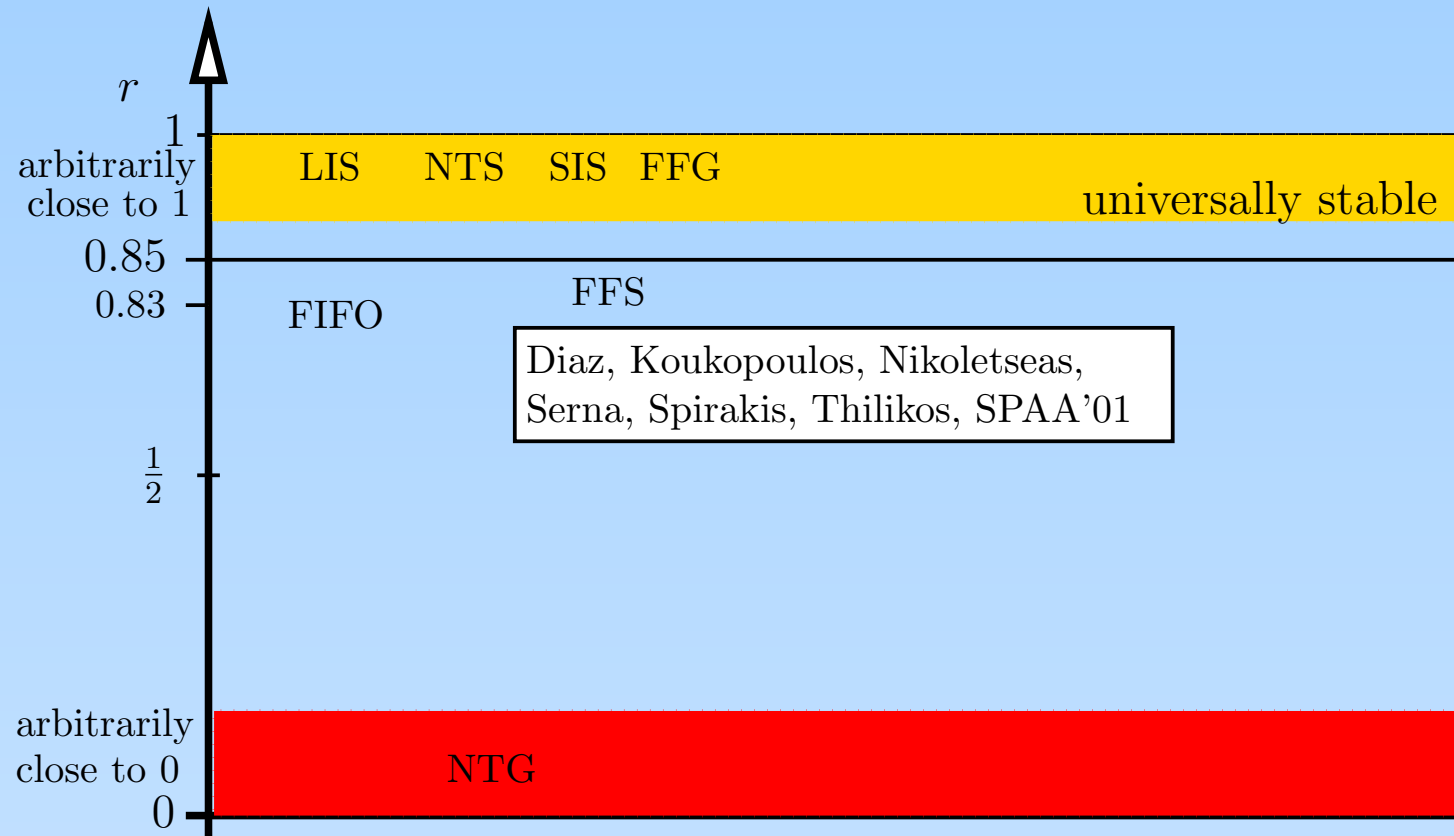 r
1
arbitrarily
close to 1
LIS NTS SIS FFG
universally stable
0.85
0.83
FIFO
FFS
Diaz, Koukopoulos, Nikoletseas,
Serna, Spirakis, Thilikos, SPAA'01
1
2
arbitrarily
close to 0
NTG
0